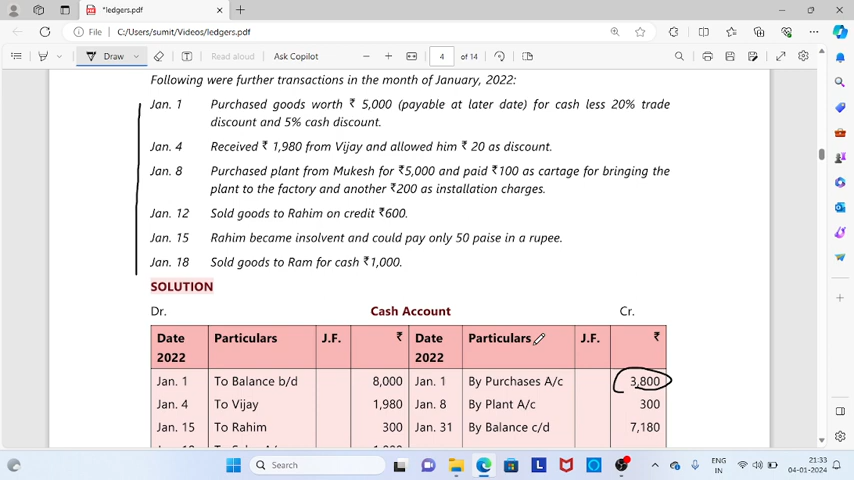 *ledgers.pdf
File
C:/Users/sumit/Videos/ledgers.pdf
Draw
Read aloud
Ask Copilot
4
of 14
Following were further transactions in the month of January, 2022:
Jan. 1 Purchased goods worth ₹ 5,000 (payable at later date) for cash less 20% trade
discount and 5% cash discount.
Jan. 4 Received ₹ 1,980 from Vijay and allowed him ₹ 20 as discount.
Jan. 8 Purchased plant from Mukesh for ₹5,000 and paid ₹100 as cartage for bringing the
plant to the factory and another ₹200 as installation charges.
Jan. 12 Sold goods to Rahim on credit ₹600.
Jan. 15 Rahim became insolvent and could pay only 50 paise in a rupee.
Jan. 18 Sold goods to Ram for cash ₹1,000.
SOLUTION
Dr. Cash Account Cr.
Date Particulars J.F. ₹ Date Particulars J.F. ₹
2022 2022
Jan. 1 To Balance b/d 8,000 Jan. 1 By Purchases A/c 3,800
Jan. 4 To Vijay 1,980 Jan. 8 By Plant A/c 300
Jan. 15 To Rahim 300 Jan. 31 By Balance c/d 7,180
Search
ENG
IN
21:33
04-01-2024